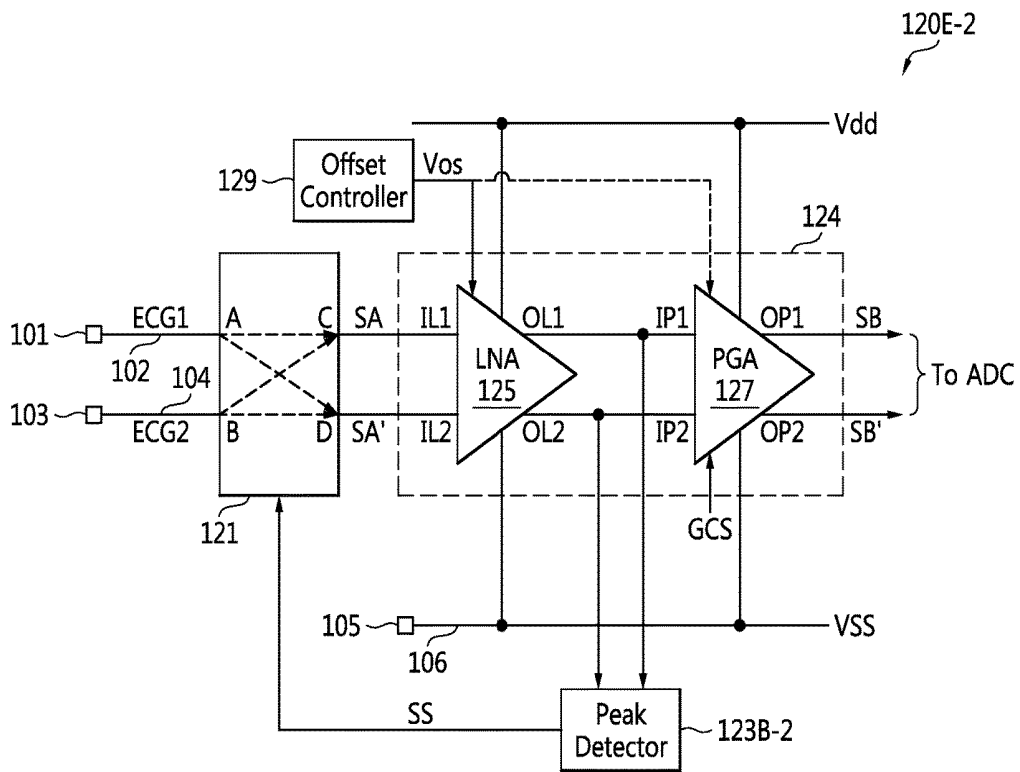 120E-2
Vdd
129
Offset
Controller
Vos
124
101
ECG1
A
C
SA
IL1
OL1
IP1
OP1
SB
102
104
LNA
125
PGA
127
To ADC
103
ECG2
B
D
SA'
IL2
OL2
IP2
OP2
SB'
121
GCS
105
106
VSS
SS
Peak
Detector
123B-2